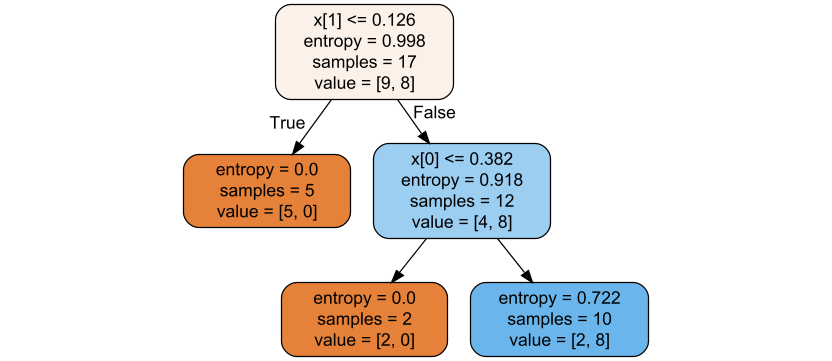 x[1] <= 0.126
entropy = 0.998
samples = 17
value = [9, 8]
True
False
entropy = 0.0
samples = 5
value = [5, 0]
x[0] <= 0.382
entropy = 0.918
samples = 12
value = [4, 8]
entropy = 0.0
samples = 2
value = [2, 0]
entropy = 0.722
samples = 10
value = [2, 8]